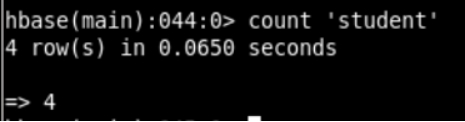 hbase(main):044:0> count 'student'
4 row(s) in 0.0650 seconds
=> 4